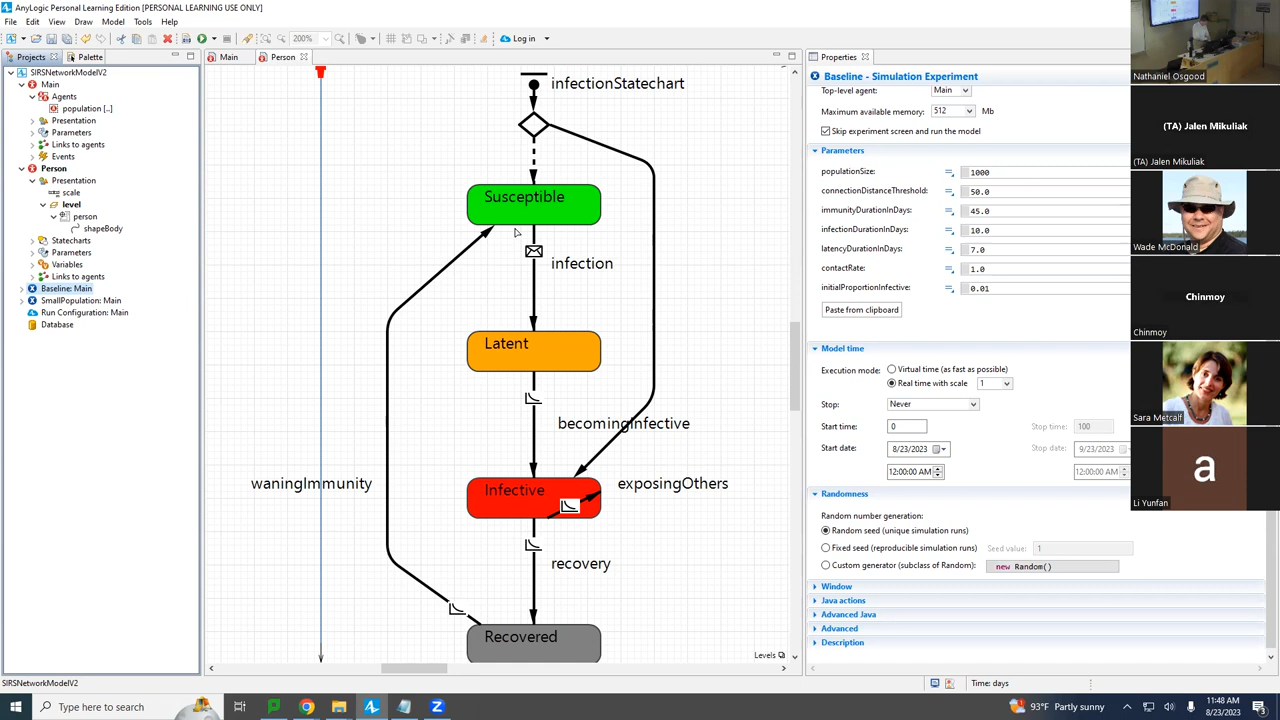 AnyLogic Personal Learning Edition [PERSONAL LEARNING USE ONLY]
File Edit View Draw Model Tools Help
200%
Log in
Projects
Palette
Main
Person
Properties
SIRSNetworkModelV2
Main
Agents
population [..]
Presentation
Parameters
Links to agents
Events
Person
Presentation
scale
level
person
shapeBody
Statecharts
Parameters
Variables
Links to agents
Baseline: Main
SmallPopulation: Main
Run Configuration: Main
Database
infectionStatechart
Susceptible
infection
Latent
becomingInfective
waningImmunity
Infective
exposingOthers
recovery
Recovered
Levels
Baseline - Simulation Experiment
Top-level agent: Main
Maximum available memory: 512 Mb
Skip experiment screen and run the model
Parameters
populationSize: 1000
connectionDistanceThreshold: 50.0
immunityDurationInDays: 45.0
infectionDurationInDays: 10.0
latencyDurationInDays: 7.0
contactRate: 1.0
initialProportionInfective: 0.01
Paste from clipboard
Model time
Execution mode: Virtual time (as fast as possible)
Real time with scale 1
Stop: Never
Start time: 0 Stop time: 100
Start date: 8/23/2023 Stop date: 9/23/2023
12:00:00 AM 12:00:00 AM
Randomness
Random number generation:
Random seed (unique simulation runs)
Fixed seed (reproducible simulation runs) Seed value: 1
Custom generator (subclass of Random): new Random()
Window
Java actions
Advanced Java
Advanced
Description
Nathaniel Osgood
(TA) Jalen Mikuliak
(TA) Jalen Mikuliak
Wade McDonald
Chinmoy
Chinmoy
Sara Metcalf
a
Li Yunfan
SIRSNetworkModelV2
Time: days
Type here to search
93°F Partly sunny
11:48 AM
8/23/2023
3